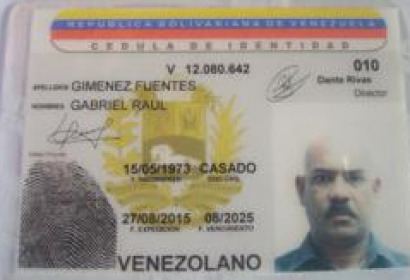 REPUBLICA BOLIVARIANA DE VENEZUELA
CEDULA DE IDENTIDAD
V 12.080.642
010
APELLIDOS GIMENEZ FUENTES
Dante Rivas
Director
NOMBRES GABRIEL RAUL
15/05/1973 CASADO
F. NACIMIENTO EDO CIVIL
27/08/2015 08/2025
F. EXPEDICION F. VENCIMIENTO
VENEZOLANO